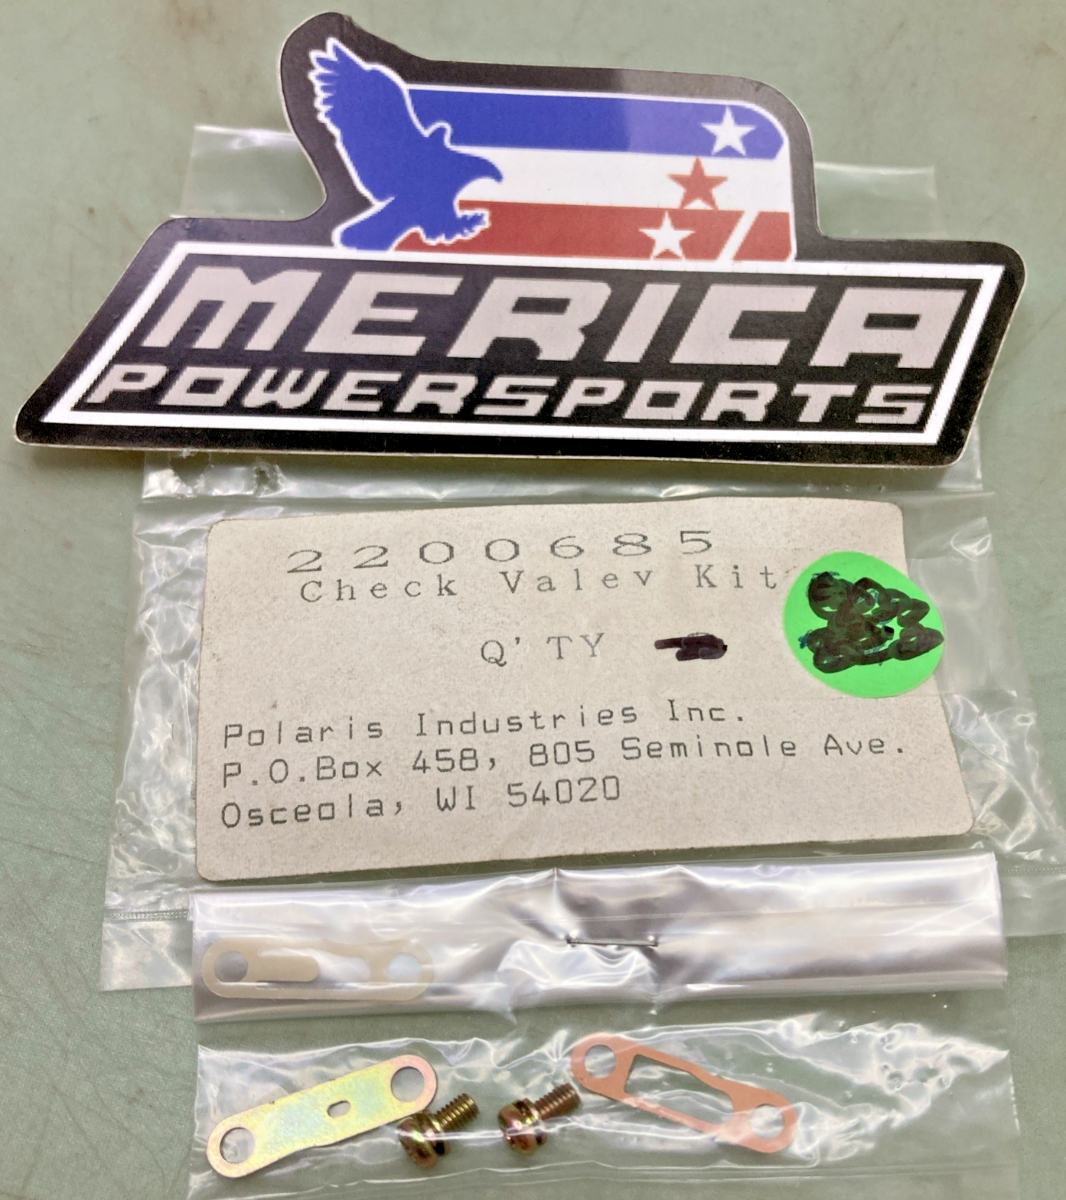 MERICA
POWERSPORTS
2200685
Check Valev Kit
Q'TY
Polaris Industries Inc.
P.O.Box 458, 805 Seminole Ave.
Osceola, WI 54020